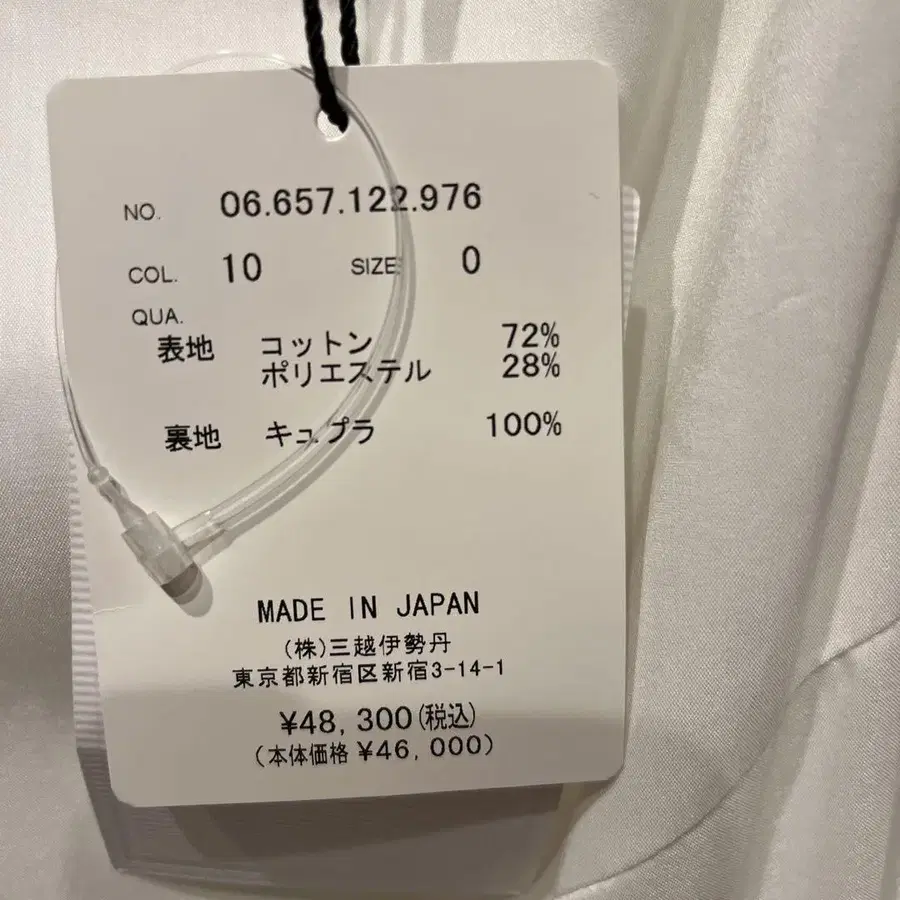 NO. 06.657.122.976
COL. 10 SIZE 0
QUA.
表地 コットン 72%
ポリエステル 28%
裏地 キュプラ 100%
MADE IN JAPAN
(株)三越伊勢丹
東京都新宿区新宿3-14-1
¥48,300(税込)
(本体価格 ¥46,000)